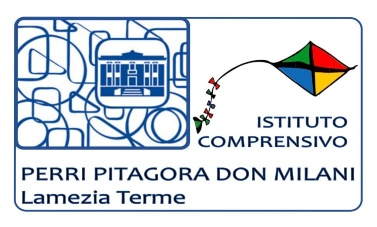 ISTITUTO
COMPRENSIVO
PERRI PITAGORA DON MILANI
Lamezia Terme